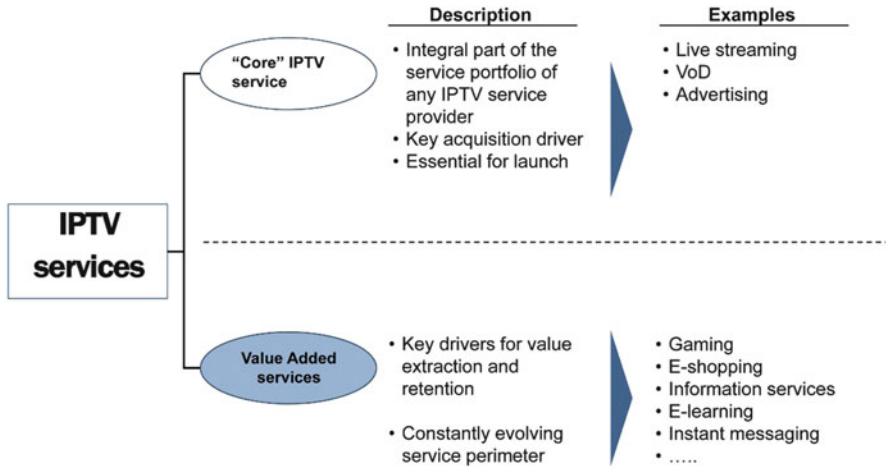 Description
Examples
“Core” IPTV
service
• Integral part of the
service portfolio of
any IPTV service
provider
• Key acquisition driver
• Essential for launch
• Live streaming
• VoD
• Advertising
IPTV
services
Value Added
services
• Key drivers for value
extraction and
retention
• Constantly evolving
service perimeter
• Gaming
• E-shopping
• Information services
• E-learning
• Instant messaging
• …..